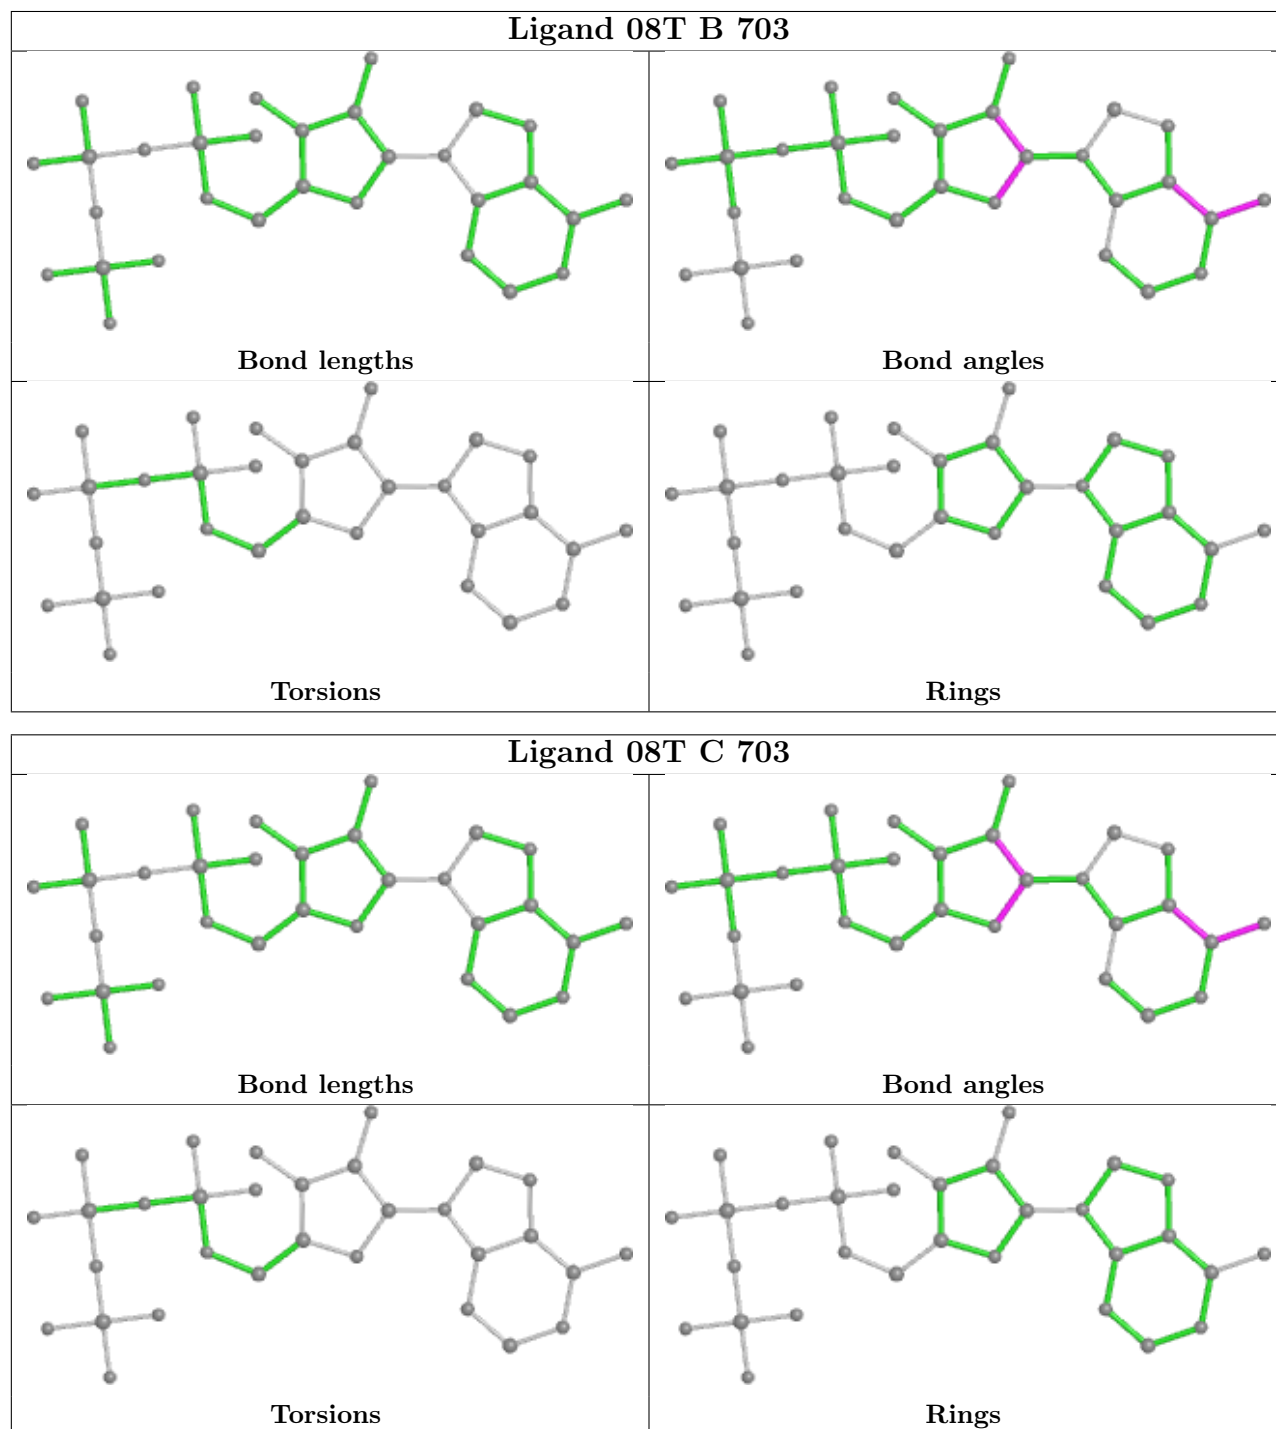 Ligand 08T B 703
Bond lengths
Bond angles
Torsions
Rings
Ligand 08T C 703
Bond lengths
Bond angles
Torsions
Rings